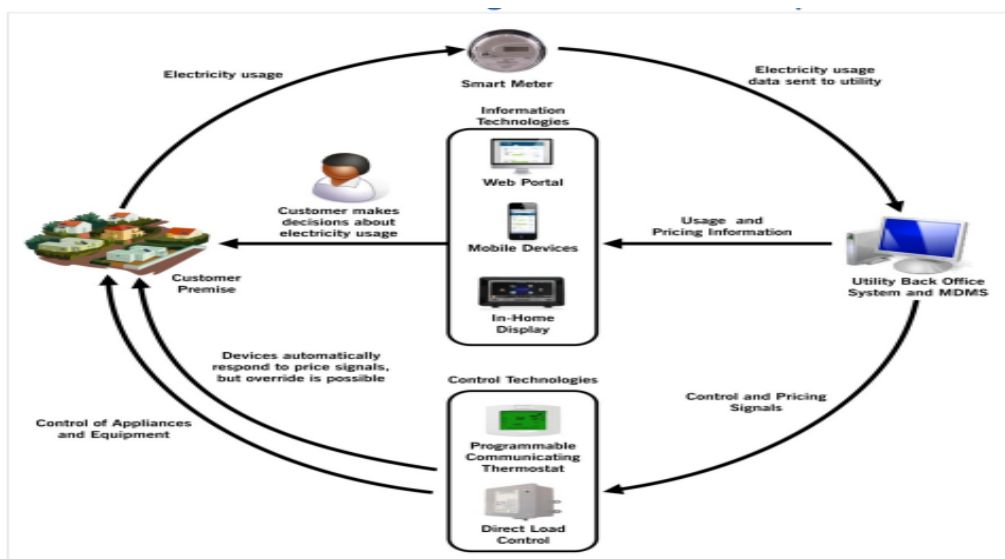 Electricity usage
Smart Meter
Electricity usage
data sent to utility
Information
Technologies
Web Portal
Customer makes
decisions about
electricity usage
Mobile Devices
Usage and
Pricing Information
Customer
Premise
Utility Back Office
System and MDMS
In-Home
Display
Devices automatically
respond to price signals,
but override is possible
Control Technologies
Control of Appliances
and Equipment
Control and Pricing
Signals
Programmable
Communicating
Thermostat
Direct Load
Control